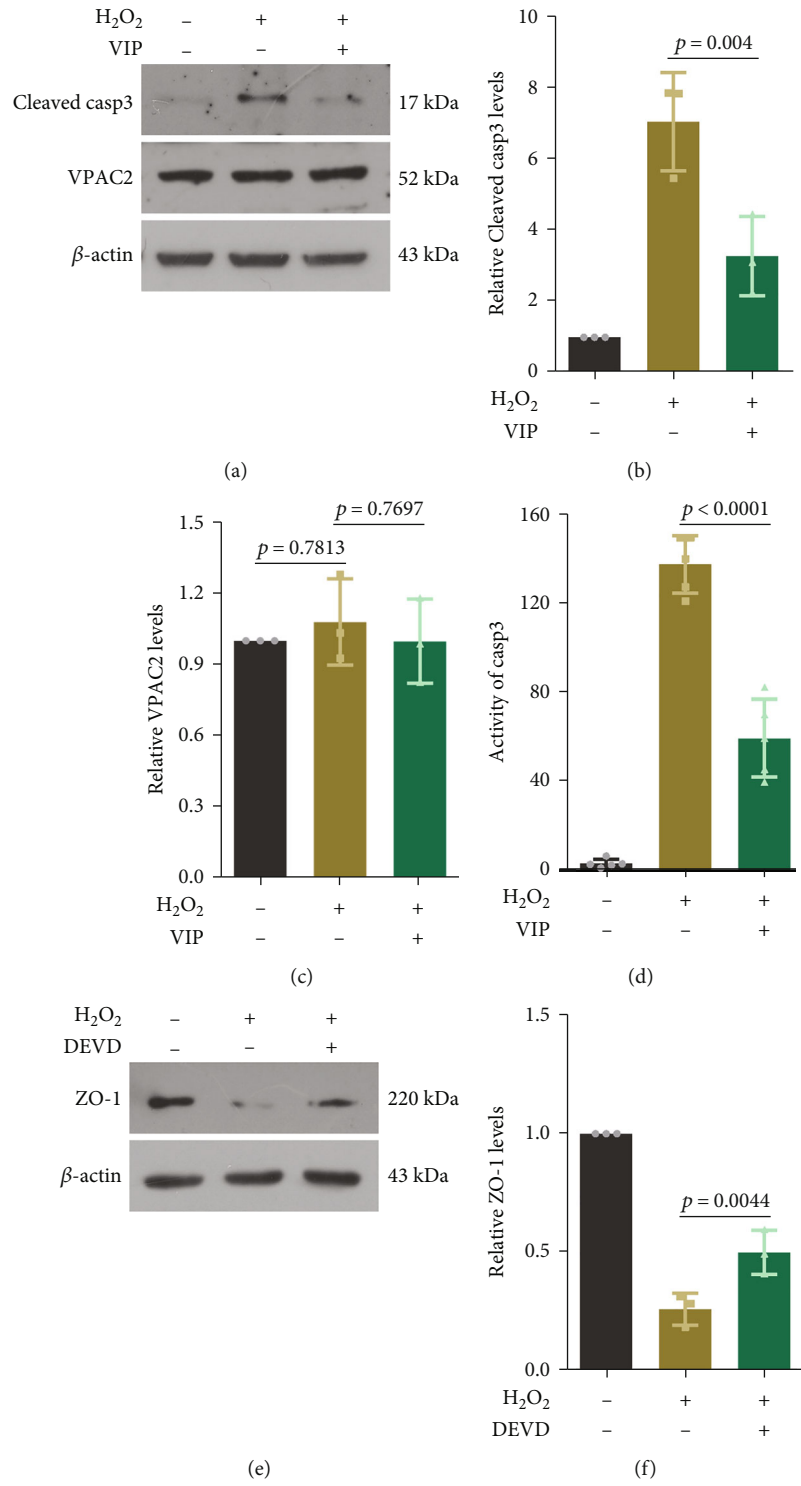 H₂O₂ – + +
VIP – – +
Cleaved casp3 17 kDa
VPAC2 52 kDa
β-actin 43 kDa
(a)
Relative Cleaved casp3 levels
10
8
6
4
2
0
p = 0.004
H₂O₂ – + +
VIP – – +
(b)
Relative VPAC2 levels
1.5
1.2
0.9
0.6
0.3
0.0
p = 0.7697
p = 0.7813
H₂O₂ – + +
VIP – – +
(c)
Activity of casp3
160
120
80
40
0
p < 0.0001
H₂O₂ – + +
VIP – – +
(d)
H₂O₂ – + +
DEVD – – +
ZO-1 220 kDa
β-actin 43 kDa
(e)
Relative ZO-1 levels
1.5
1.0
0.5
0.0
p = 0.0044
H₂O₂ – + +
DEVD – – +
(f)